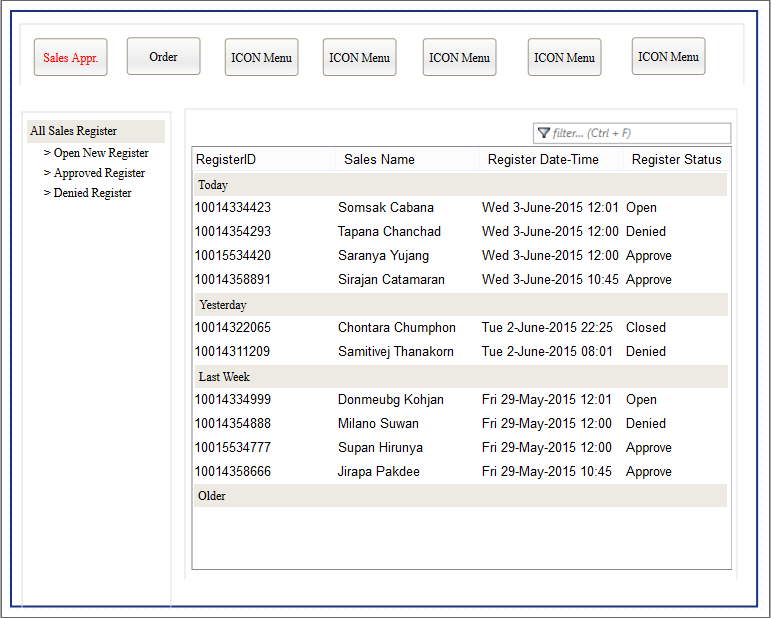 Sales Appr. Order ICON Menu ICON Menu ICON Menu ICON Menu ICON Menu
All Sales Register
> Open New Register
> Approved Register
> Denied Register
filter... (Ctrl + F)
RegisterID Sales Name Register Date-Time Register Status
Today
10014334423 Somsak Cabana Wed 3-June-2015 12:01 Open
10014354293 Tapana Chanchad Wed 3-June-2015 12:00 Denied
10015534420 Saranya Yujang Wed 3-June-2015 12:00 Approve
10014358891 Sirajan Catamaran Wed 3-June-2015 10:45 Approve
Yesterday
10014322065 Chontara Chumphon Tue 2-June-2015 22:25 Closed
10014311209 Samitivej Thanakorn Tue 2-June-2015 08:01 Denied
Last Week
10014334999 Donmeubg Kohjan Fri 29-May-2015 12:01 Open
10014354888 Milano Suwan Fri 29-May-2015 12:00 Denied
10015534777 Supan Hirunya Fri 29-May-2015 12:00 Approve
10014358666 Jirapa Pakdee Fri 29-May-2015 10:45 Approve
Older